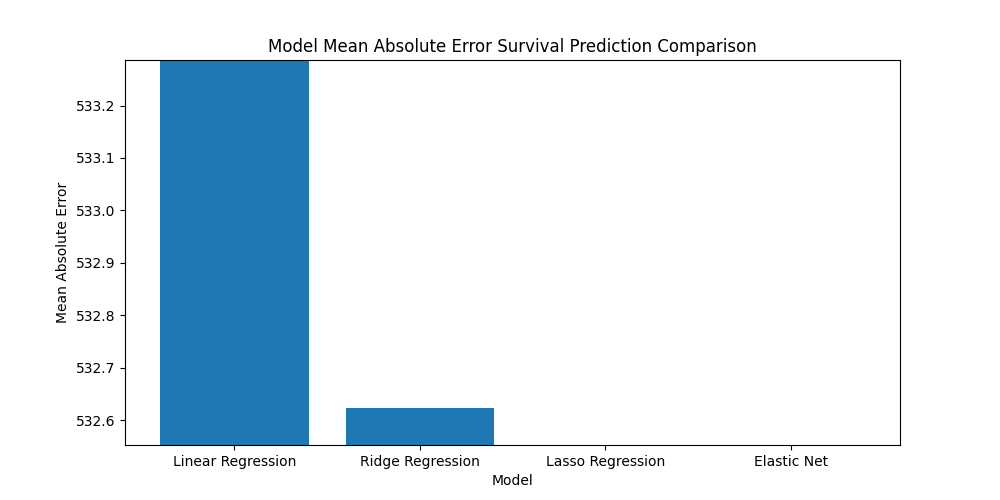 Model Mean Absolute Error Survival Prediction Comparison
Mean Absolute Error
533.2
533.1
533.0
532.9
532.8
532.7
532.6
Linear Regression
Ridge Regression
Lasso Regression
Elastic Net
Model